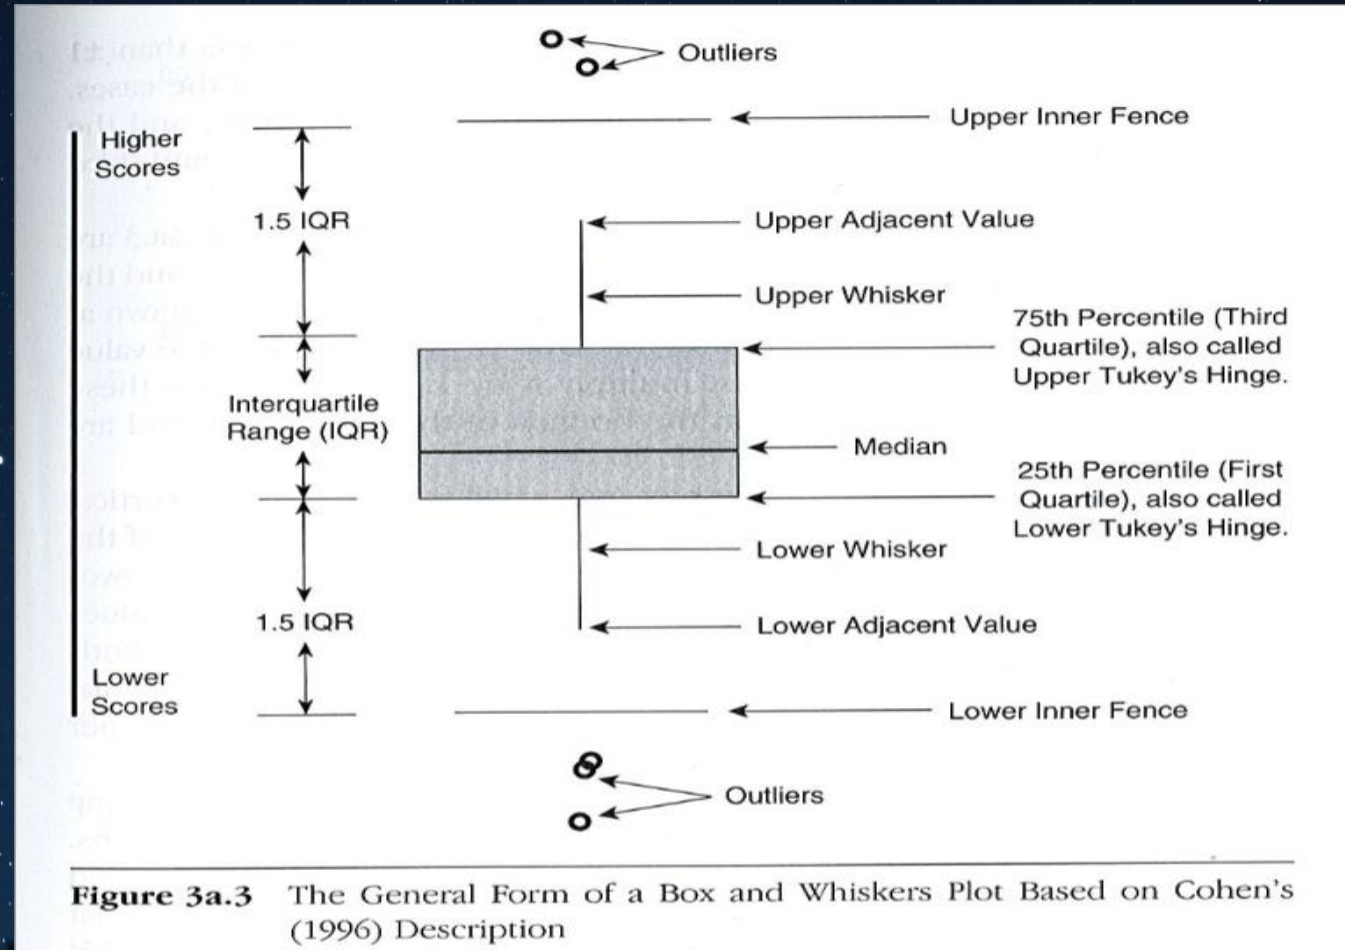 Outliers
Upper Inner Fence
Higher
Scores
1.5 IQR
Upper Adjacent Value
Upper Whisker
75th Percentile (Third
Quartile), also called
Upper Tukey's Hinge.
Interquartile
Range (IQR)
Median
25th Percentile (First
Quartile), also called
Lower Tukey's Hinge.
Lower Whisker
1.5 IQR
Lower Adjacent Value
Lower
Scores
Lower Inner Fence
Outliers
Figure 3a.3 The General Form of a Box and Whiskers Plot Based on Cohen's
(1996) Description